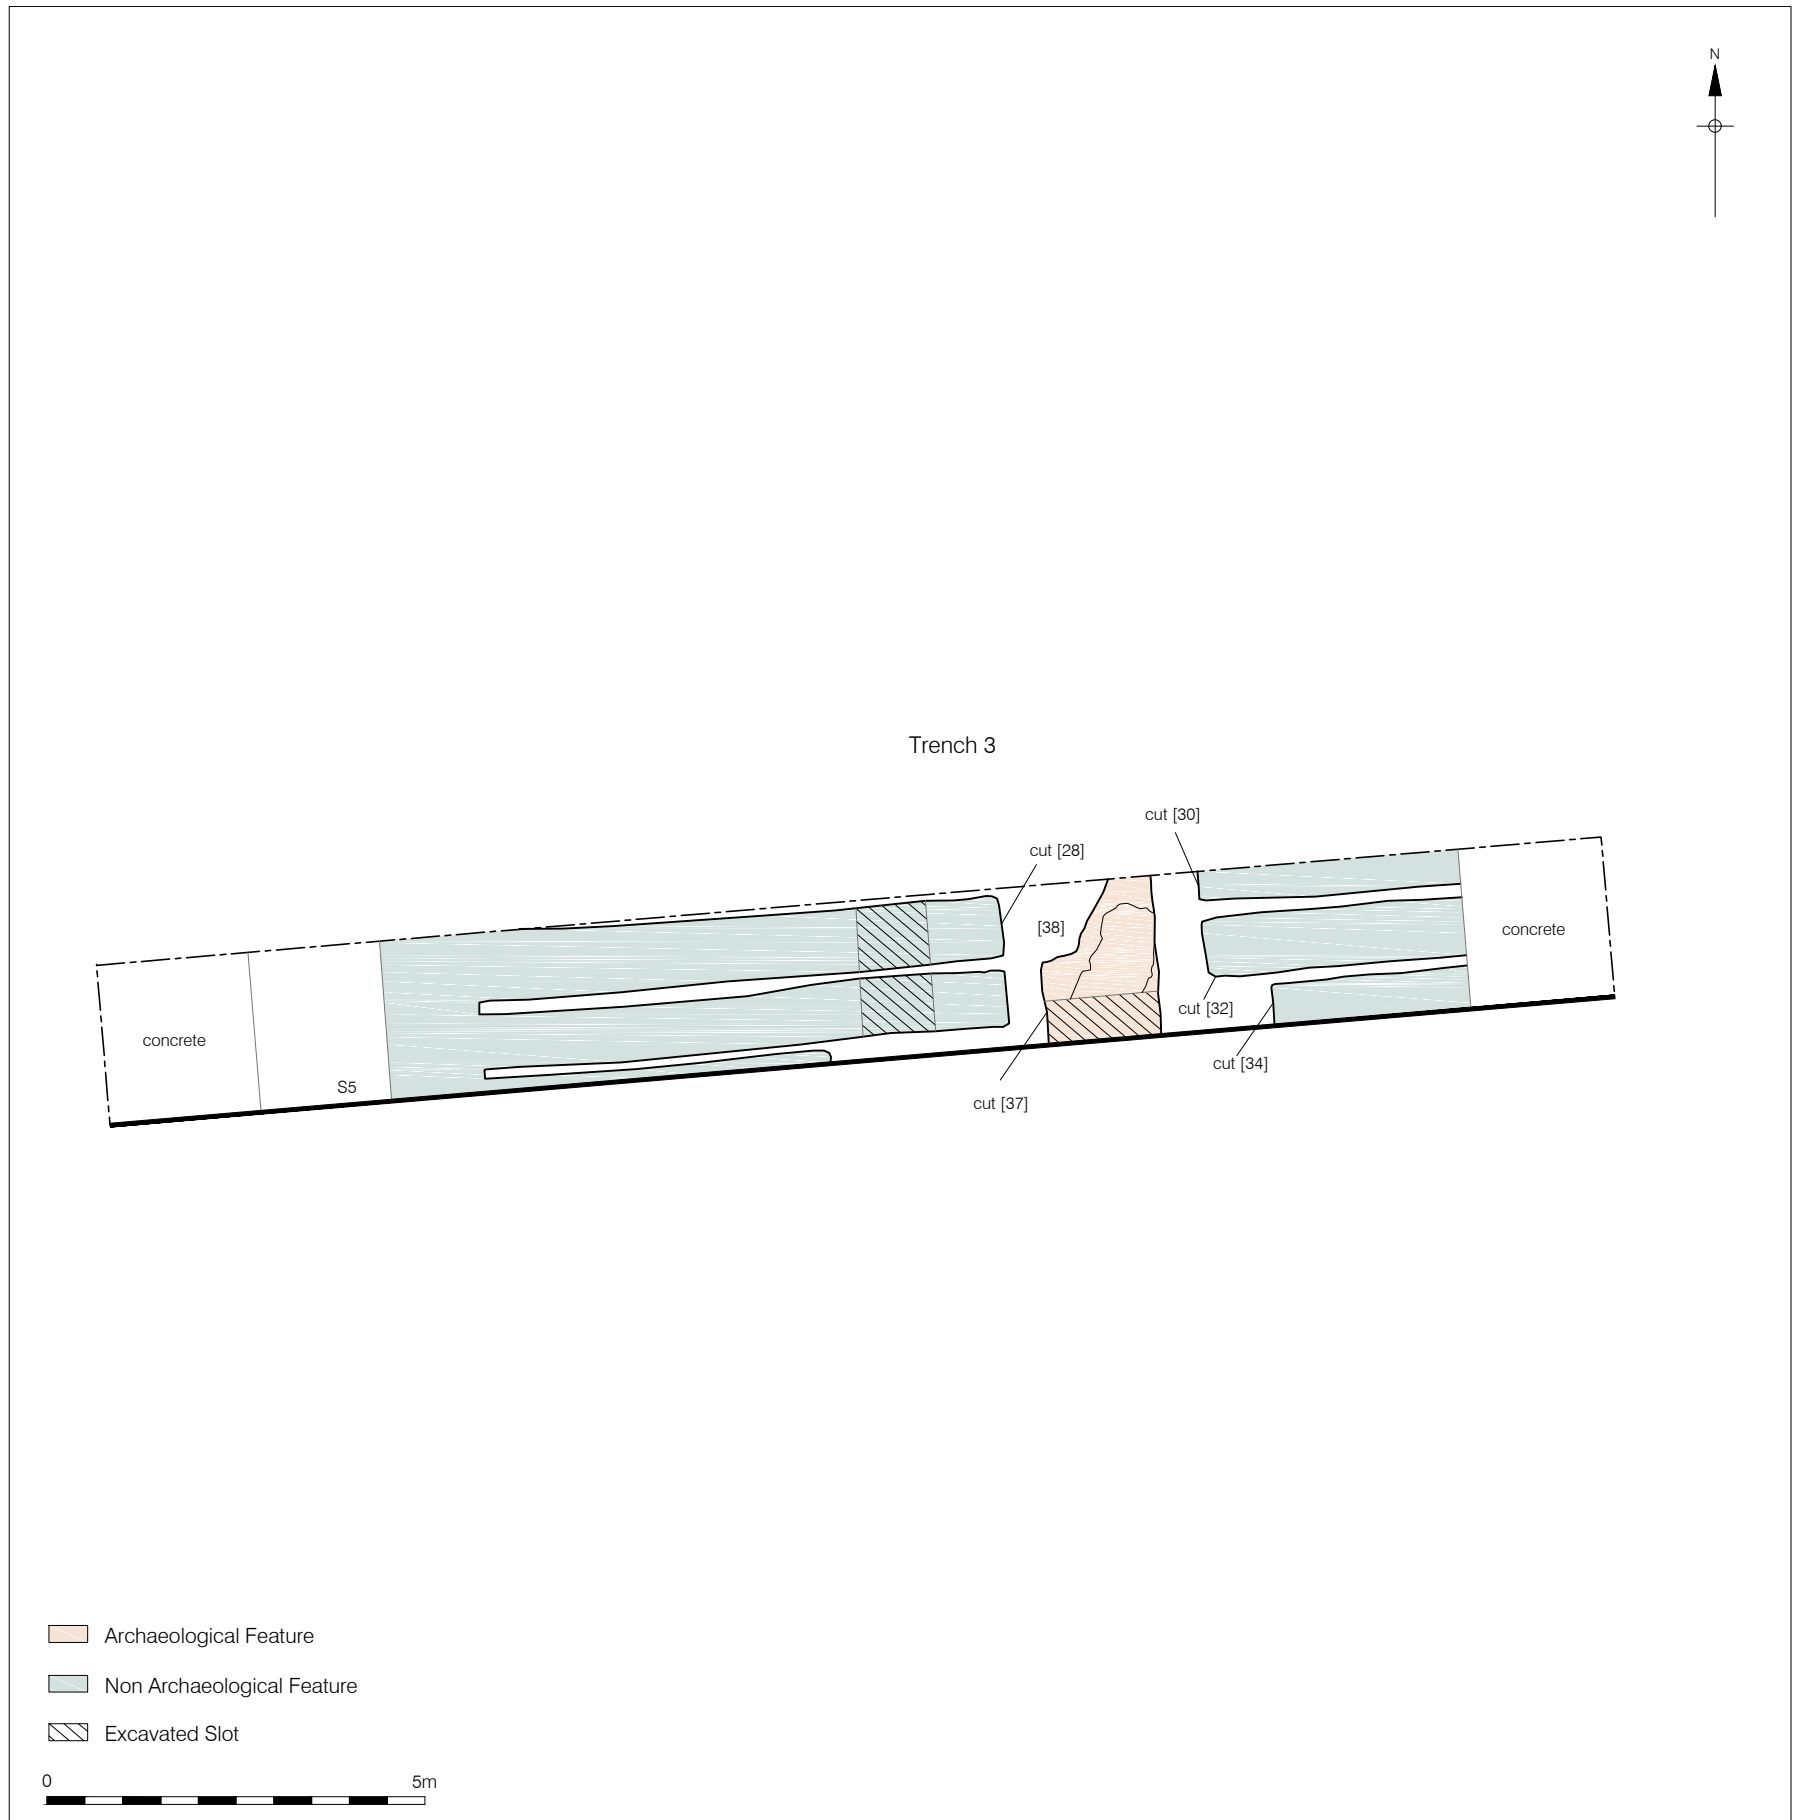 N
Trench 3
cut [30]
cut [28]
[38]
concrete
cut [32]
concrete
cut [34]
S5
cut [37]
Archaeological Feature
Non Archaeological Feature
Excavated Slot
0 5m